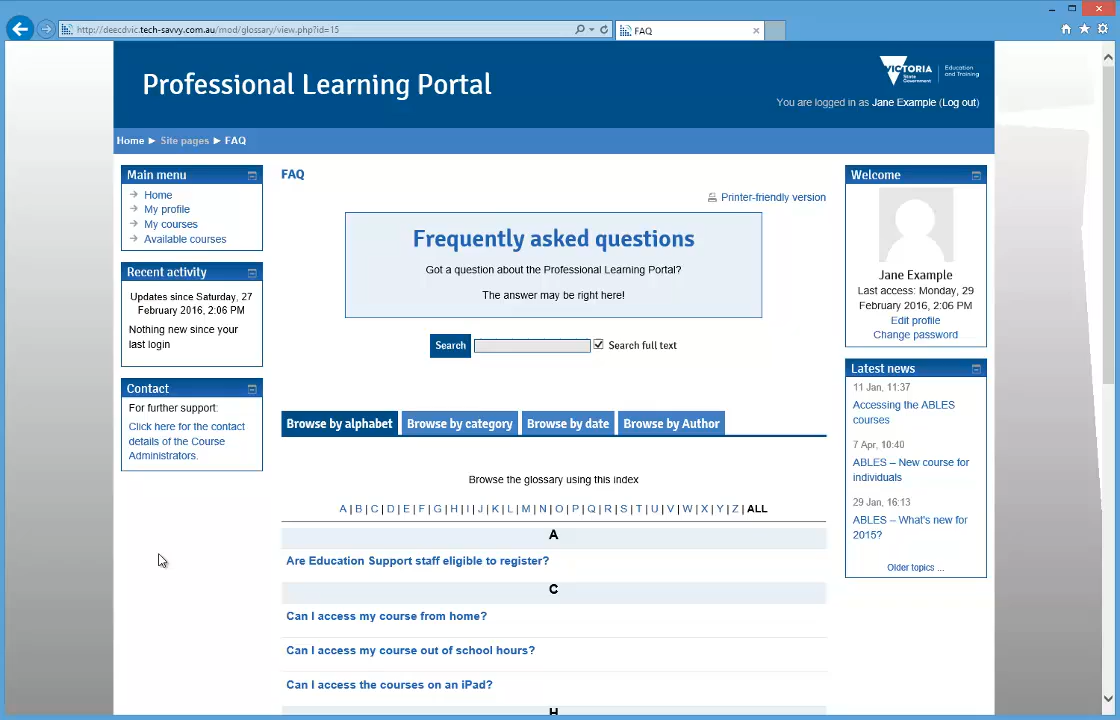 http://deecdvic.tech-savvy.com.au/mod/glossary/view.php?id=15
FAQ
Professional Learning Portal
VICTORIA
State
Government
Education
and Training
You are logged in as Jane Example (Log out)
Home ► Site pages ► FAQ
Main menu
Home
My profile
My courses
Available courses
Recent activity
Updates since Saturday, 27
February 2016, 2:06 PM
Nothing new since your
last login
Contact
For further support:
Click here for the contact
details of the Course
Administrators.
FAQ
Printer-friendly version
Frequently asked questions
Got a question about the Professional Learning Portal?
The answer may be right here!
Search
Search full text
Browse by alphabet
Browse by category
Browse by date
Browse by Author
Browse the glossary using this index
A | B | C | D | E | F | G | H | I | J | K | L | M | N | O | P | Q | R | S | T | U | V | W | X | Y | Z | ALL
A
Are Education Support staff eligible to register?
C
Can I access my course from home?
Can I access my course out of school hours?
Can I access the courses on an iPad?
H
Welcome
Jane Example
Last access: Monday, 29
February 2016, 2:06 PM
Edit profile
Change password
Latest news
11 Jan, 11:37
Accessing the ABLES
courses
7 Apr, 10:40
ABLES – New course for
individuals
29 Jan, 16:13
ABLES – What's new for
2015?
Older topics ...